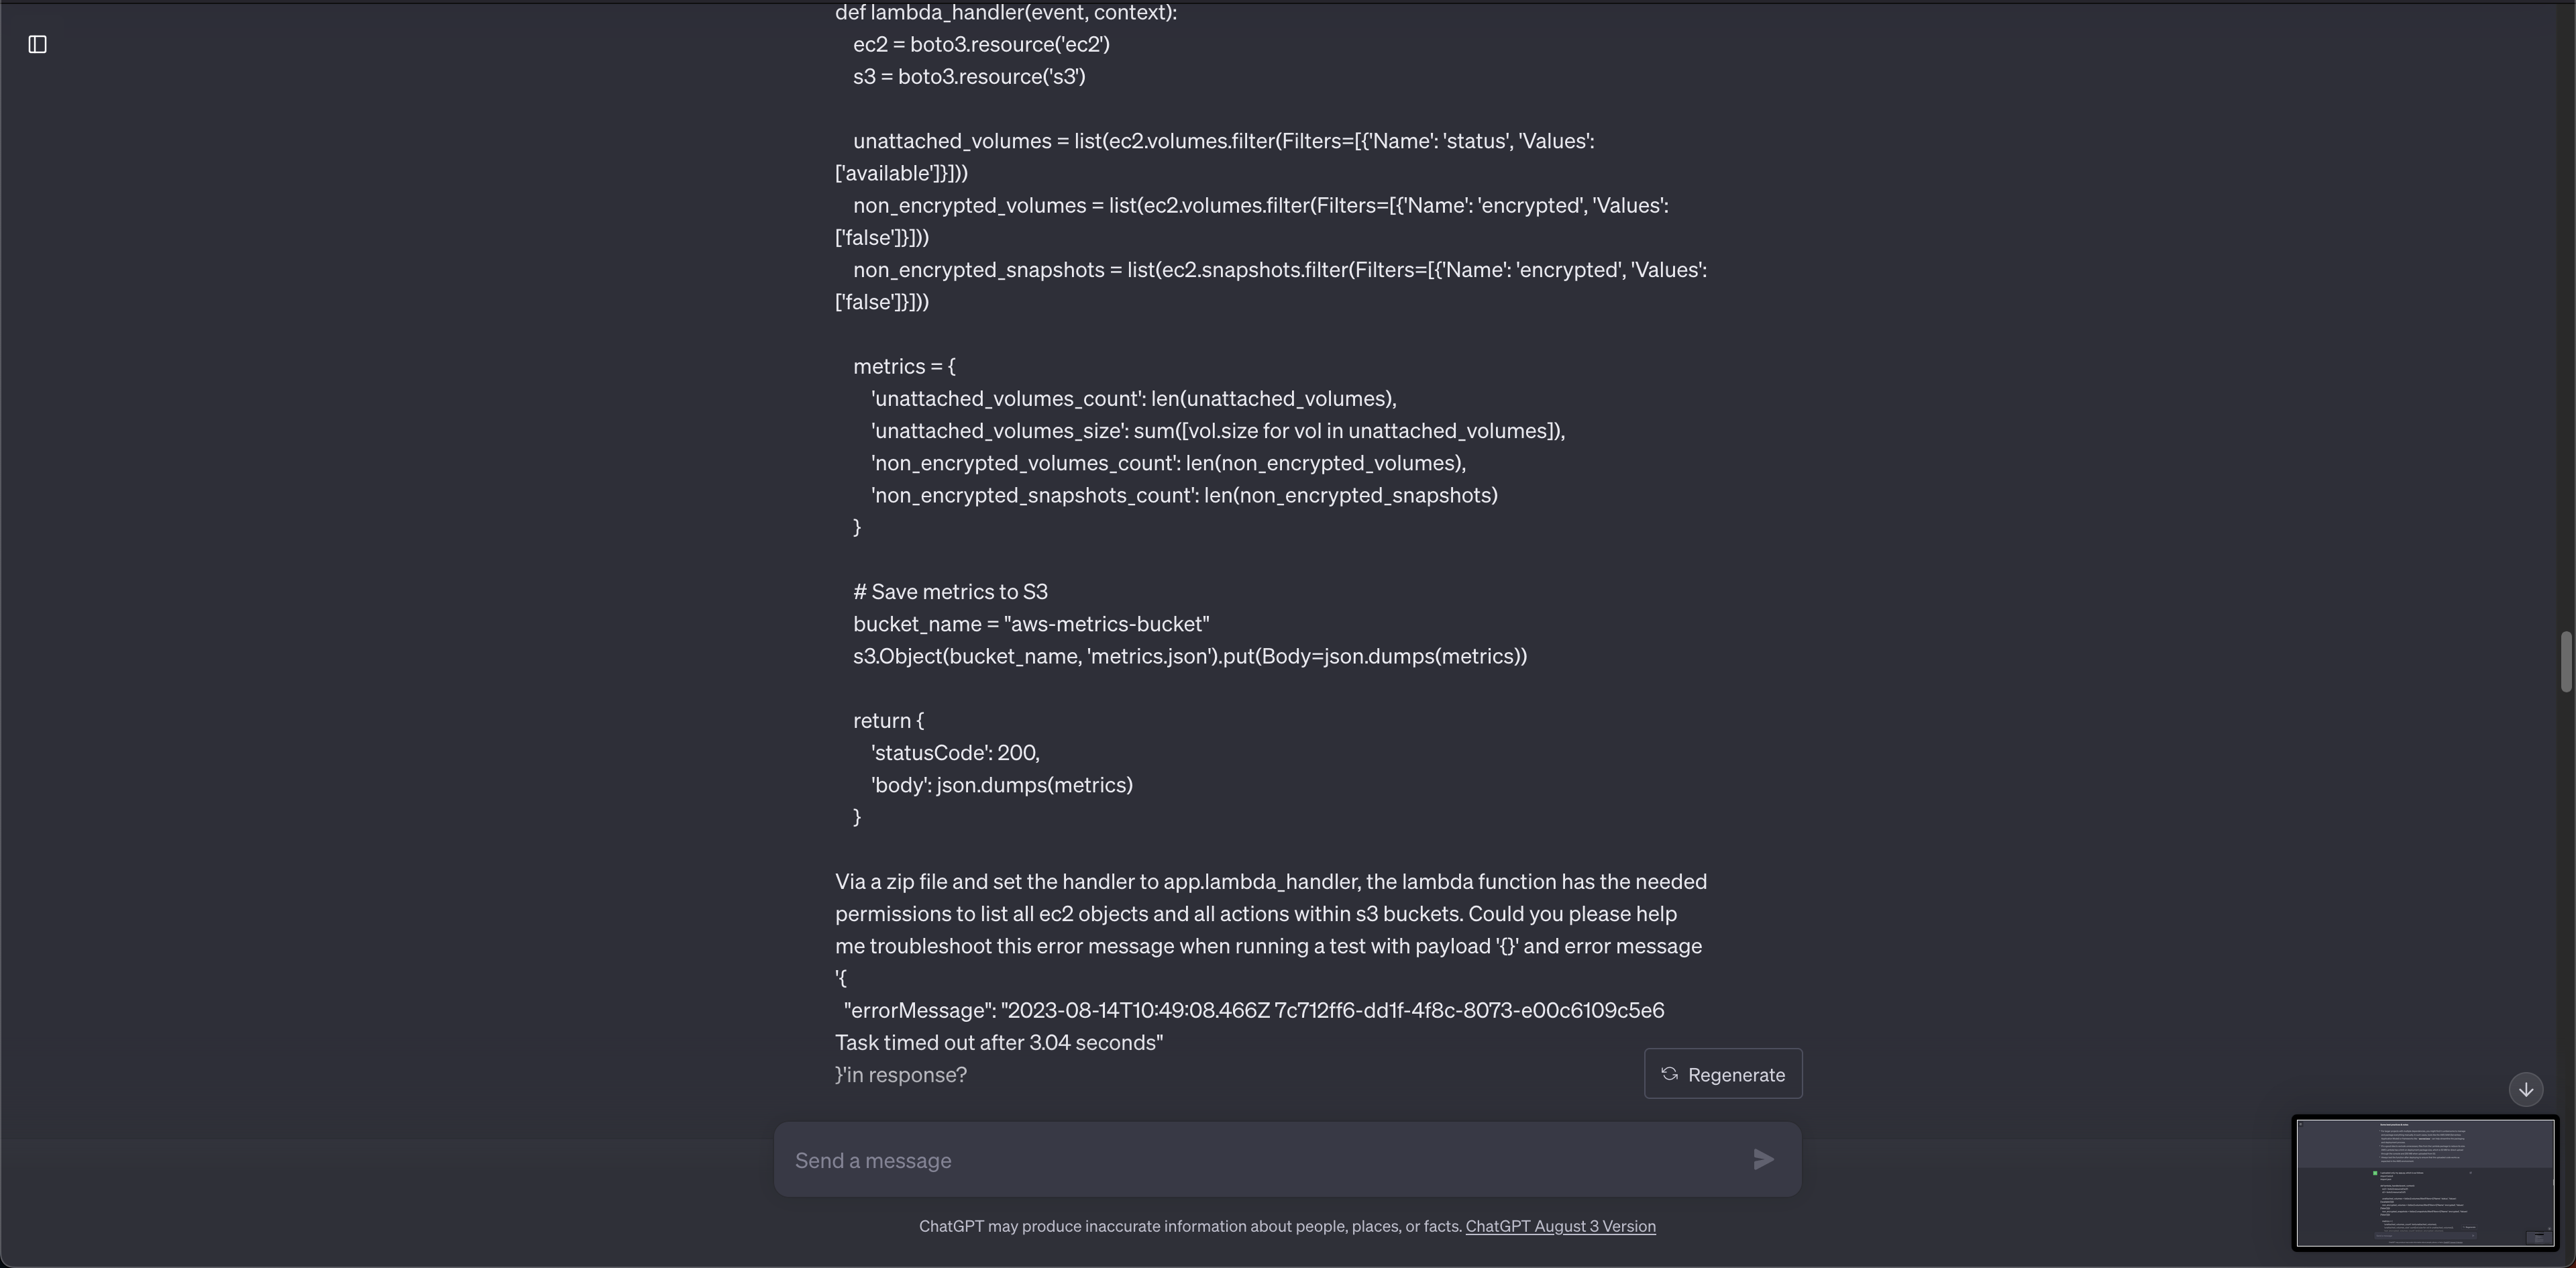 def lambda_handler(event, context):
    ec2 = boto3.resource('ec2')
    s3 = boto3.resource('s3')

    unattached_volumes = list(ec2.volumes.filter(Filters=[{'Name': 'status', 'Values':
['available']}]))
    non_encrypted_volumes = list(ec2.volumes.filter(Filters=[{'Name': 'encrypted', 'Values':
['false']}]))
    non_encrypted_snapshots = list(ec2.snapshots.filter(Filters=[{'Name': 'encrypted', 'Values':
['false']}]))

    metrics = {
        'unattached_volumes_count': len(unattached_volumes),
        'unattached_volumes_size': sum([vol.size for vol in unattached_volumes]),
        'non_encrypted_volumes_count': len(non_encrypted_volumes),
        'non_encrypted_snapshots_count': len(non_encrypted_snapshots)
    }

    # Save metrics to S3
    bucket_name = "aws-metrics-bucket"
    s3.Object(bucket_name, 'metrics.json').put(Body=json.dumps(metrics))

    return {
        'statusCode': 200,
        'body': json.dumps(metrics)
    }

Via a zip file and set the handler to app.lambda_handler, the lambda function has the needed
permissions to list all ec2 objects and all actions within s3 buckets. Could you please help
me troubleshoot this error message when running a test with payload '{}' and error message
'{
  "errorMessage": "2023-08-14T10:49:08.466Z 7c712ff6-dd1f-4f8c-8073-e00c6109c5e6
Task timed out after 3.04 seconds"
}'in response?
Regenerate
Send a message
ChatGPT may produce inaccurate information about people, places, or facts. ChatGPT August 3 Version